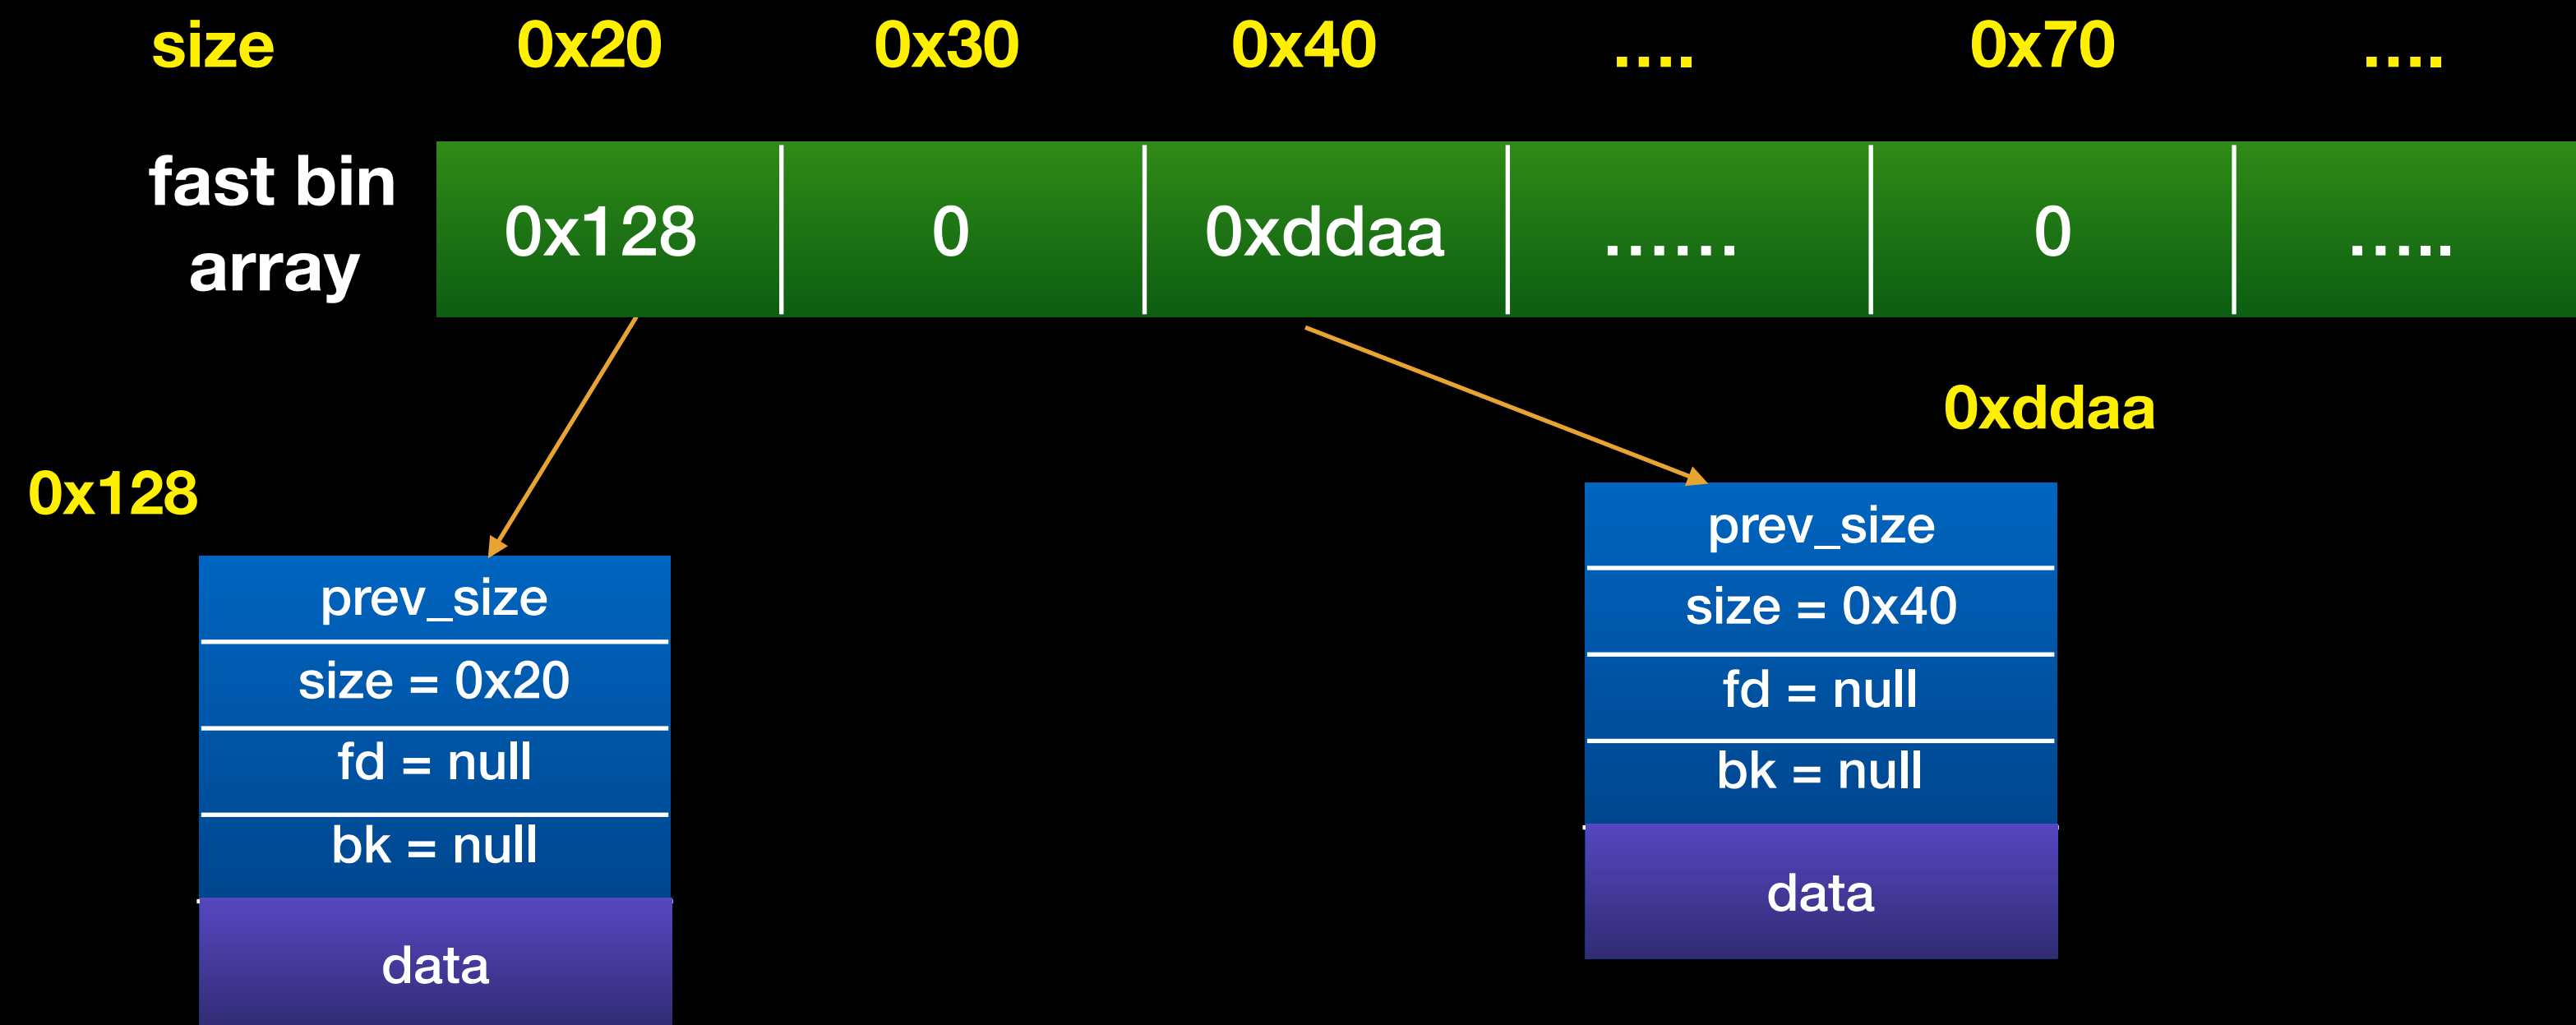 size 0x20 0x30 0x40 .... 0x70 ....
fast bin
array
0x128 0 0xddaa ...... 0 .....
0xddaa
0x128
prev_size
size = 0x40
fd = null
bk = null
data
prev_size
size = 0x20
fd = null
bk = null
data